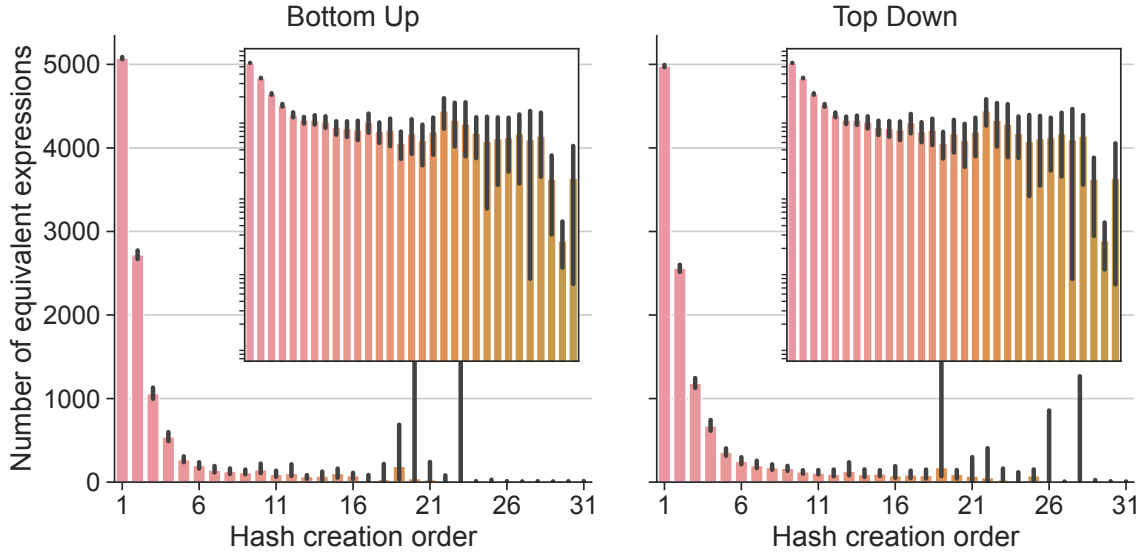 Bottom Up
Top Down
Number of equivalent expressions
5000
4000
3000
2000
1000
0
1 6 11 16 21 26 31
1 6 11 16 21 26 31
Hash creation order
Hash creation order